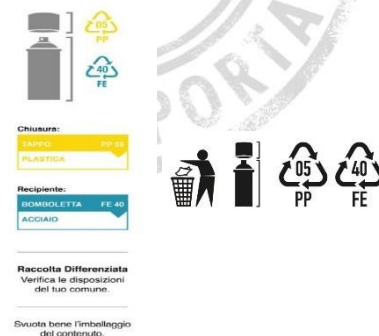 05
PP
40
FE
Chiusura:
TAPPO PP 05
PLASTICA
Recipiente:
BOMBOLETTA FE 40
ACCIAIO
Raccolta Differenziata
Verifica le disposizioni
del tuo comune.
Svuota bene l'imballaggio
del contenuto.
PORTA
05 40
PP FE